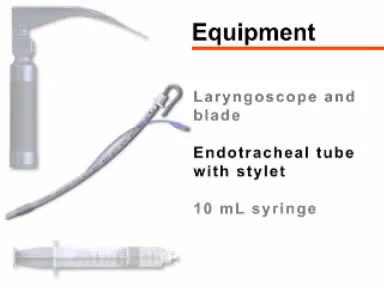 Equipment
Laryngoscope and
blade
Endotracheal tube
with stylet
10 mL syringe